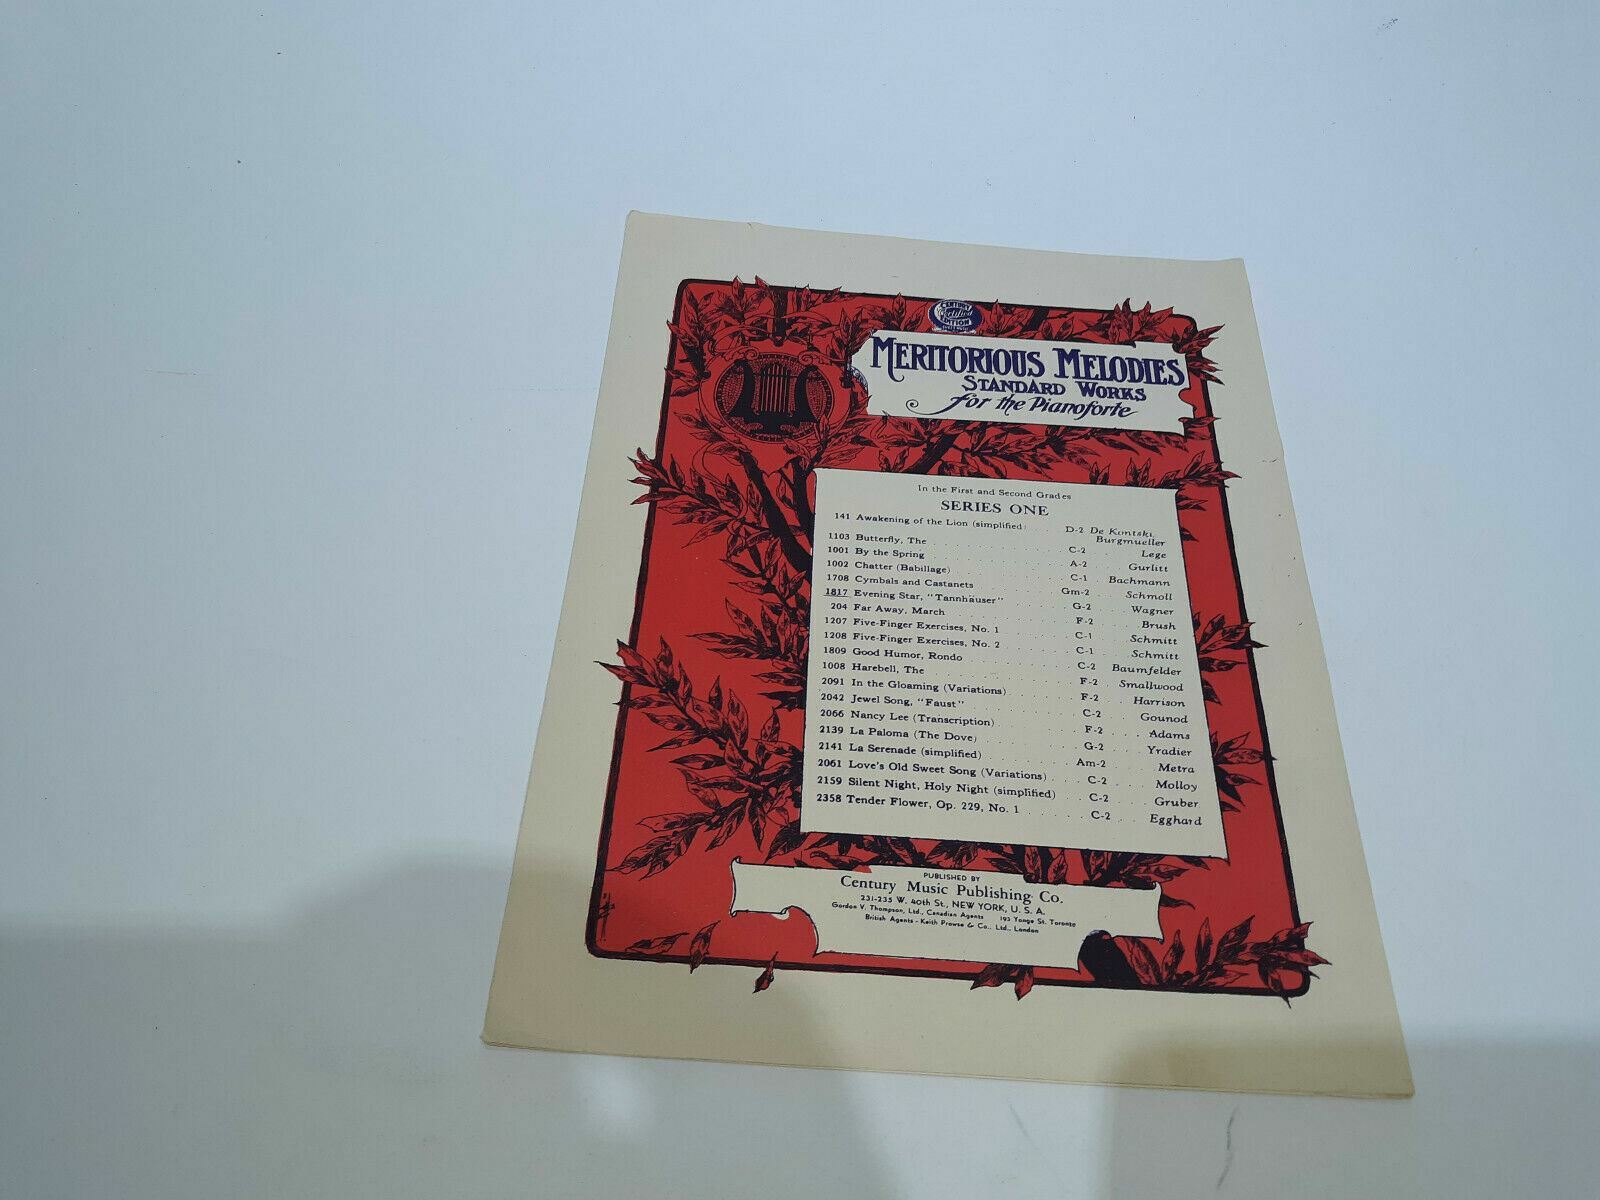 CENTURY
Certified
EDITION
SHEET MUSIC
MERITORIOUS MELODIES
STANDARD WORKS
for the Pianoforte
In the First and Second Grades
SERIES ONE
141 Awakening of the Lion (simplified) . . D-2 De Kontski
1103 Butterfly, The . . . C-2 Burgmueller
1001 By the Spring . . . A-2 Lege
1002 Chatter (Babillage) . . . C-1 Gurlitt
1708 Cymbals and Castanets . . . Gm-2 Bachmann
1817 Evening Star, "Tannhäuser" . . . G-2 Schmoll
204 Far Away, March . . . F-2 Wagner
1207 Five-Finger Exercises, No. 1 . . . C-1 Brush
1208 Five-Finger Exercises, No. 2 . . . C-1 Schmitt
1809 Good Humor, Rondo . . . C-2 Schmitt
1008 Harebell, The . . . F-2 Baumfelder
2091 In the Gloaming (Variations) . . . F-2 Smallwood
2042 Jewel Song, "Faust" . . . C-2 Harrison
2066 Nancy Lee (Transcription) . . . F-2 Gounod
2139 La Paloma (The Dove) . . . G-2 Adams
2141 La Serenade (simplified) . . . Am-2 Yradier
2061 Love's Old Sweet Song (Variations) . . . C-2 Metra
2159 Silent Night, Holy Night (simplified) . . C-2 Molloy
2358 Tender Flower, Op. 229, No. 1 . . . C-2 Gruber
Egghard
PUBLISHED BY
Century Music Publishing Co.
231-235 W. 40th St., NEW YORK, U. S. A.
Gordon V. Thompson, Ltd., Canadian Agents 193 Yonge St. Toronto
British Agents - Keith Prowse & Co., Ltd., London